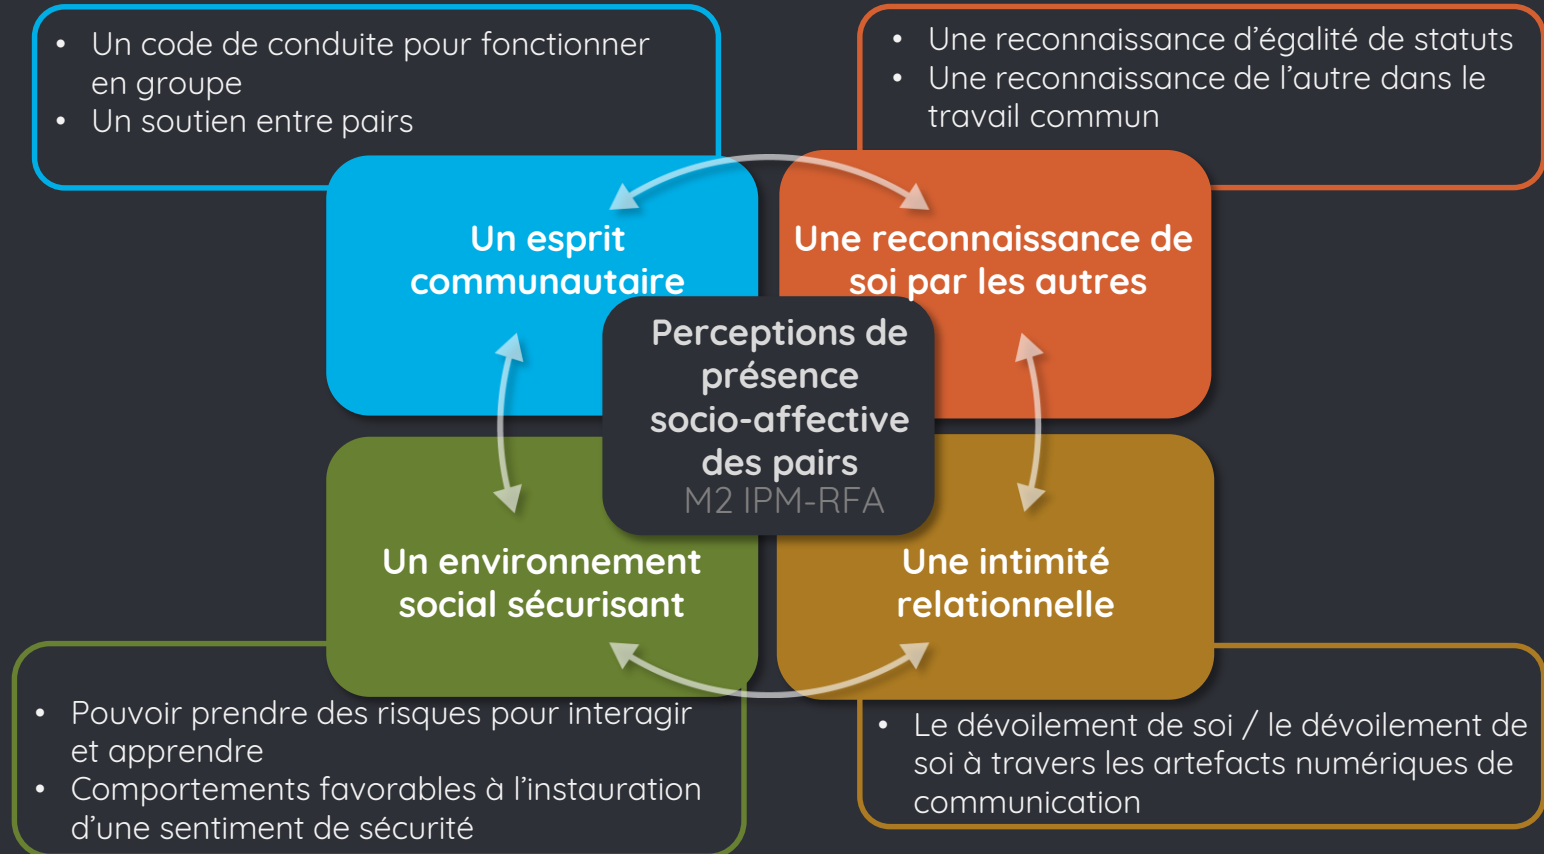 • Un code de conduite pour fonctionner
en groupe
• Un soutien entre pairs
• Une reconnaissance d’égalité de statuts
• Une reconnaissance de l’autre dans le
travail commun
Un esprit
communautaire
Une reconnaissance de
soi par les autres
Perceptions de
présence
socio-affective
des pairs
M2 IPM-RFA
Un environnement
social sécurisant
Une intimité
relationnelle
• Pouvoir prendre des risques pour interagir
et apprendre
• Comportements favorables à l’instauration
d’une sentiment de sécurité
• Le dévoilement de soi / le dévoilement de
soi à travers les artefacts numériques de
communication